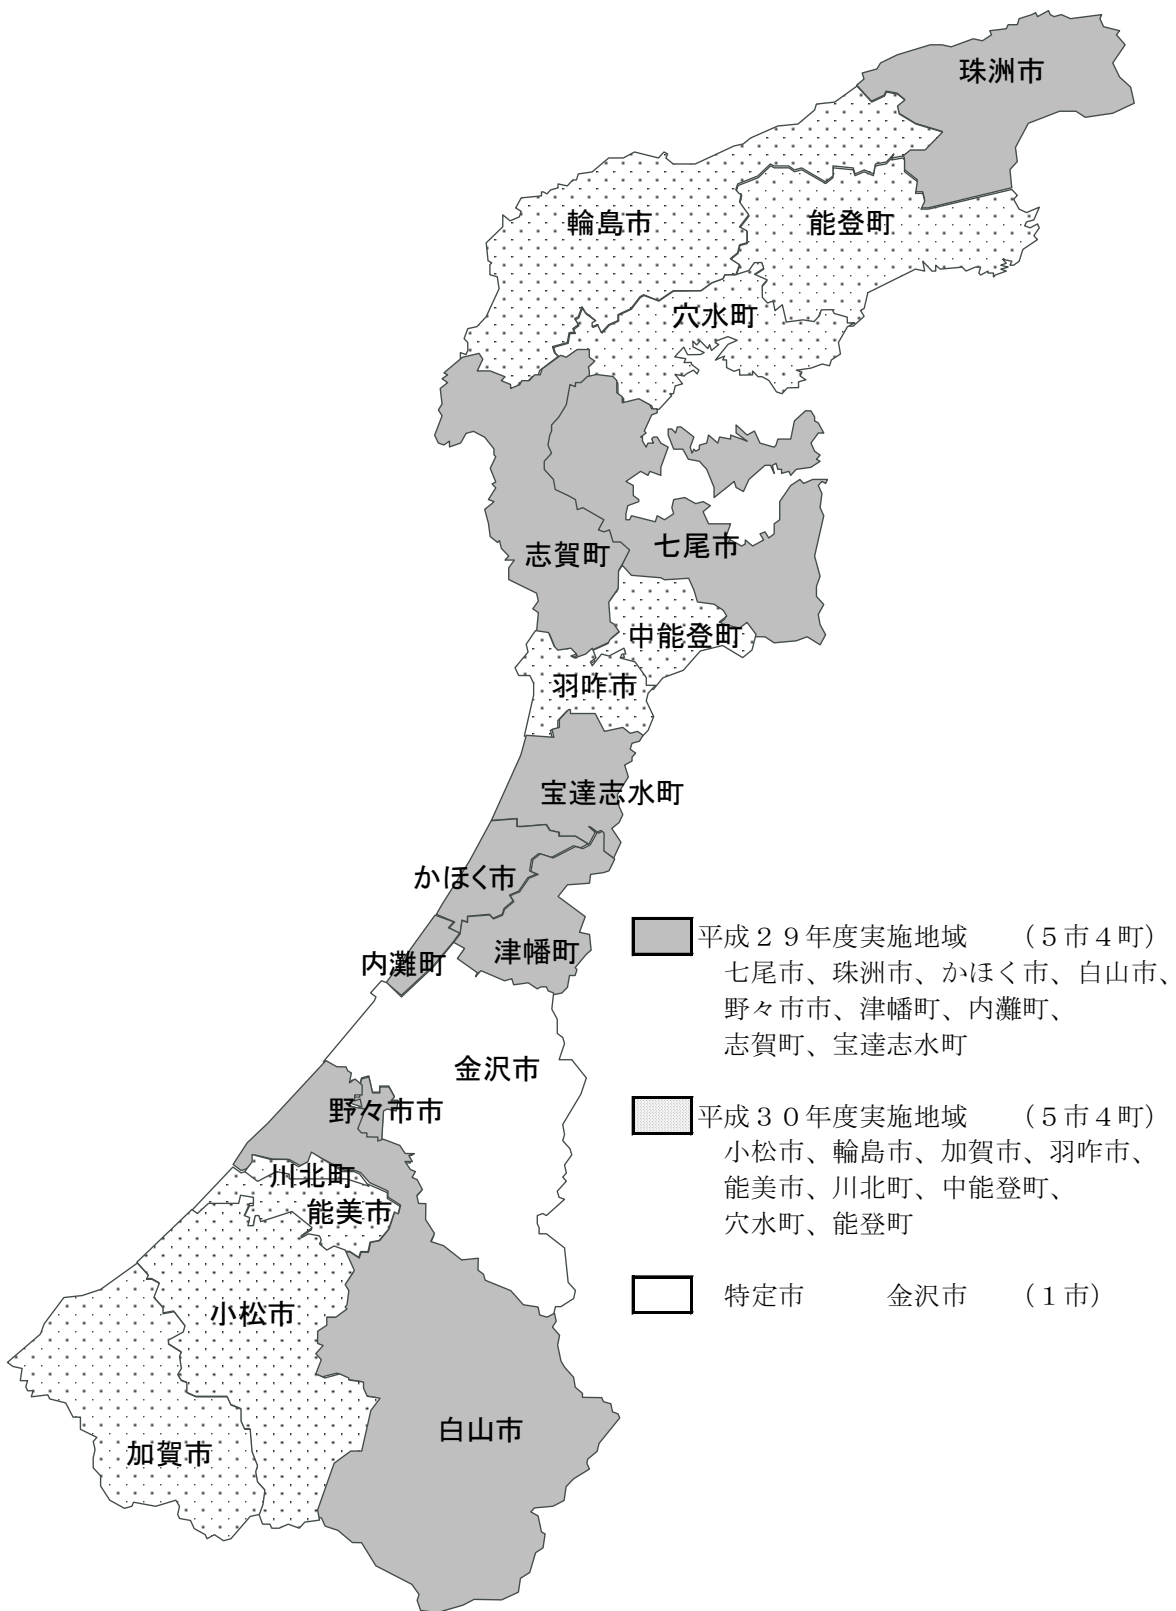 珠洲市
輪島市
能登町
穴水町
志賀町
七尾市
中能登町
羽咋市
宝達志水町
かほく市
津幡町
内灘町
金沢市
野々市市
川北町
能美市
小松市
加賀市
白山市
平成２９年度実施地域　（５市４町）
七尾市、珠洲市、かほく市、白山市、
野々市市、津幡町、内灘町、
志賀町、宝達志水町
平成３０年度実施地域　（５市４町）
小松市、輪島市、加賀市、羽咋市、
能美市、川北町、中能登町、
穴水町、能登町
特定市　金沢市　（１市）